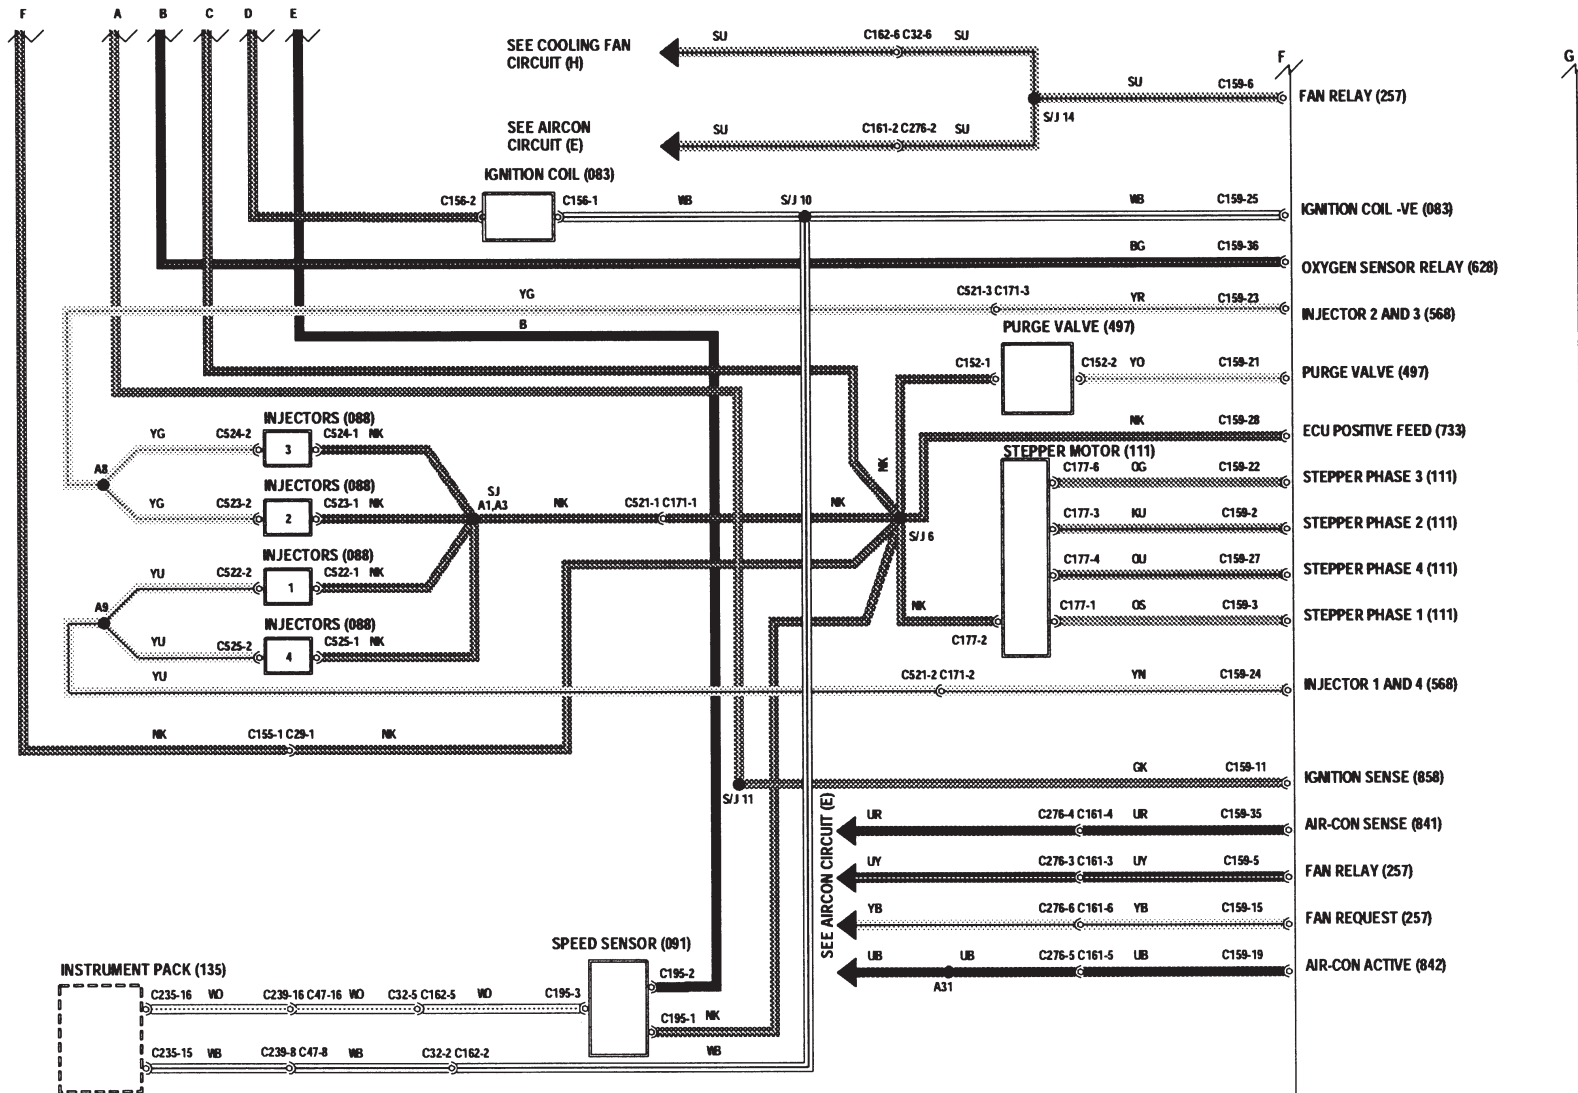 F A B C D E
SEE COOLING FAN
CIRCUIT (H)
SU C162-6 C32-6 SU
F G
SU C159-6 FAN RELAY (257)
S/J 14
SEE AIRCON
CIRCUIT (E)
SU C161-2 C276-2 SU
IGNITION COIL (083)
C156-2 C156-1 WB S/J 10 WB C159-25 IGNITION COIL -VE (083)
BG C159-36 OXYGEN SENSOR RELAY (628)
YG C521-3 C171-3 YR C159-23 INJECTOR 2 AND 3 (568)
B
PURGE VALVE (497)
C152-1 C152-2 YO C159-21 PURGE VALVE (497)
INJECTORS (088)
NK C159-28 ECU POSITIVE FEED (733)
YG C524-2 3 C524-1 NK
STEPPER MOTOR (111)
A8
NK
C177-6 OG C159-22 STEPPER PHASE 3 (111)
INJECTORS (088)
SJ
A1,A3
YG C523-2 2 C523-1 NK NK C521-1 C171-1 NK
C177-3 KU C159-2 STEPPER PHASE 2 (111)
S/J 6
INJECTORS (088)
C177-4 OU C159-27 STEPPER PHASE 4 (111)
YU C522-2 1 C522-1 NK
A9
NK C177-1 OS C159-3 STEPPER PHASE 1 (111)
INJECTORS (088)
C177-2
YU C525-2 4 C525-1 NK
YU C521-2 C171-2 YN C159-24 INJECTOR 1 AND 4 (568)
NK C155-1 C29-1 NK
GK C159-11 IGNITION SENSE (858)
S/J 11
SEE AIRCON CIRCUIT (E)
UR C276-4 C161-4 UR C159-35 AIR-CON SENSE (841)
UY C276-3 C161-3 UY C159-5 FAN RELAY (257)
YB C276-6 C161-6 YB C159-15 FAN REQUEST (257)
UB UB C276-5 C161-5 UB C159-19 AIR-CON ACTIVE (842)
A31
SPEED SENSOR (091)
INSTRUMENT PACK (135)
C195-2
C235-16 WO C239-16 C47-16 WO C32-5 C162-5 WO C195-3
C195-1 NK
C235-15 WB C239-8 C47-8 WB C32-2 C162-2 WB